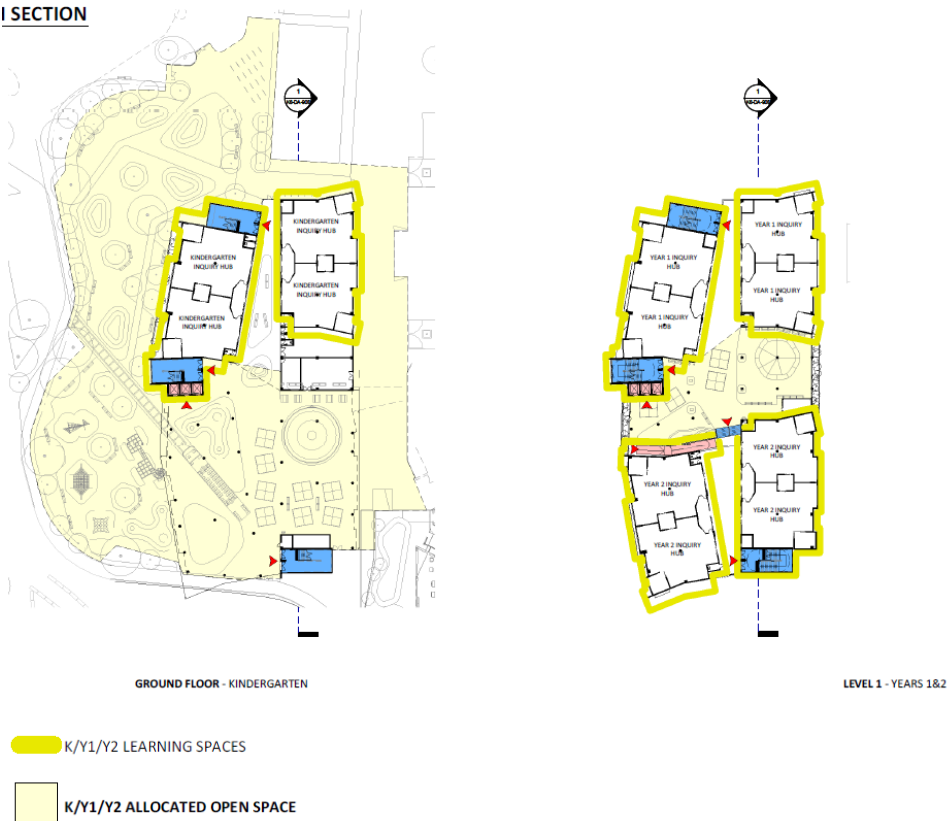 I SECTION
1
1
KINDERGARTEN
INQUIRY HUB
KINDERGARTEN
INQUIRY HUB
KINDERGARTEN
INQUIRY HUB
KINDERGARTEN
INQUIRY HUB
YEAR 1 INQUIRY
HUB
YEAR 1 INQUIRY
HUB
YEAR 1 INQUIRY
HUB
YEAR 1 INQUIRY
HUB
YEAR 2 INQUIRY
HUB
YEAR 2 INQUIRY
HUB
YEAR 2 INQUIRY
HUB
YEAR 2 INQUIRY
HUB
GROUND FLOOR - KINDERGARTEN
LEVEL 1 - YEARS 1&2
K/Y1/Y2 LEARNING SPACES
K/Y1/Y2 ALLOCATED OPEN SPACE